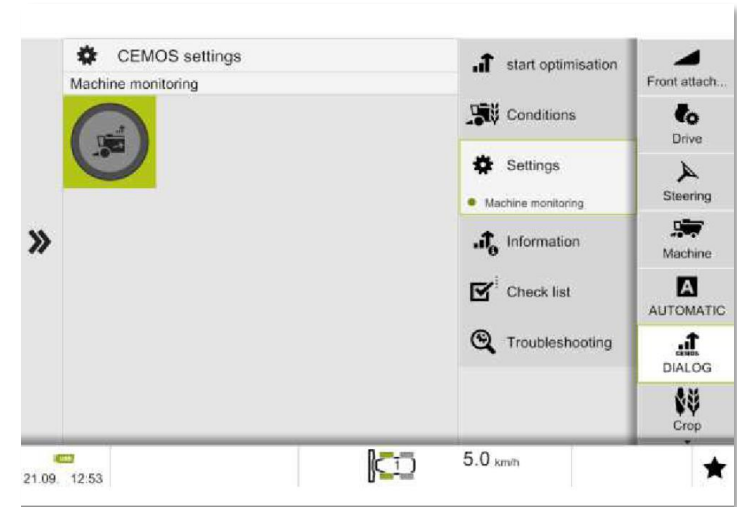 CEMOS settings
Machine monitoring
start optimisation
Conditions
Settings
Machine monitoring
Information
Check list
Troubleshooting
Front attach...
Drive
Steering
Machine
A
AUTOMATIC
CEMOS
DIALOG
Crop
21.09. 12:53
1
5.0 km/h